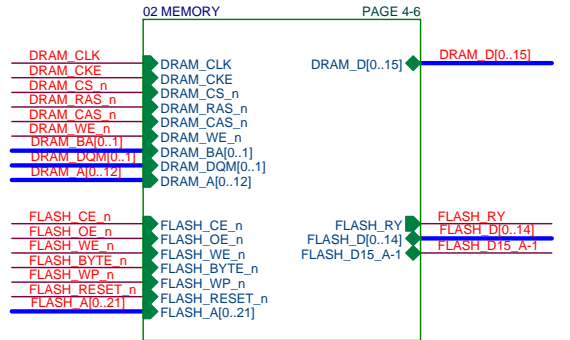 02 MEMORY PAGE 4-6
DRAM_CLK DRAM_CLK DRAM_D[0..15] DRAM_D[0..15]
DRAM_CKE DRAM_CKE
DRAM_CS_n DRAM_CS_n
DRAM_RAS_n DRAM_RAS_n
DRAM_CAS_n DRAM_CAS_n
DRAM_WE_n DRAM_WE_n
DRAM_BA[0..1] DRAM_BA[0..1]
DRAM_DQM[0..1] DRAM_DQM[0..1]
DRAM_A[0..12] DRAM_A[0..12]
FLASH_CE_n FLASH_CE_n FLASH_RY FLASH_RY
FLASH_OE_n FLASH_OE_n FLASH_D[0..14] FLASH_D[0..14]
FLASH_WE_n FLASH_WE_n FLASH_D15_A-1 FLASH_D15_A-1
FLASH_BYTE_n FLASH_BYTE_n
FLASH_WP_n FLASH_WP_n
FLASH_RESET_n FLASH_RESET_n
FLASH_A[0..21] FLASH_A[0..21]